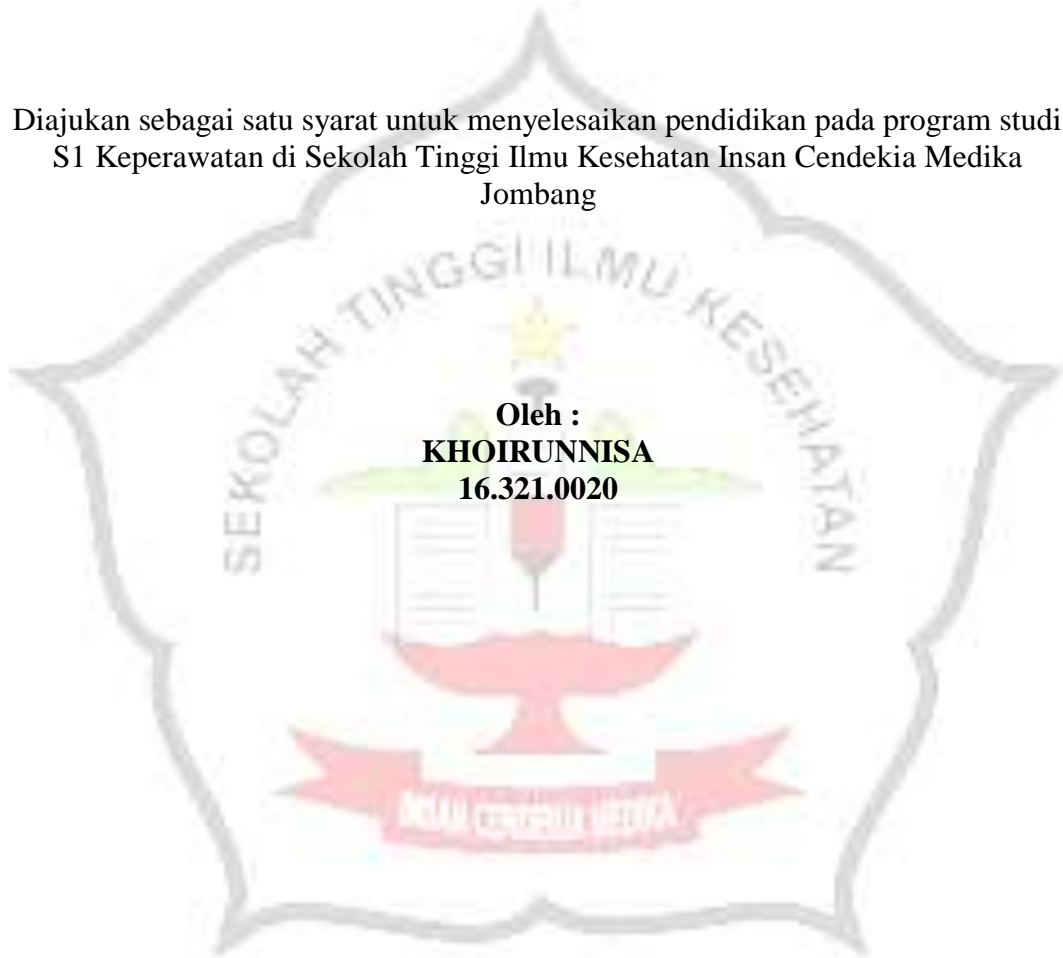 Diajukan sebagai satu syarat untuk menyelesaikan pendidikan pada program studi
S1 Keperawatan di Sekolah Tinggi Ilmu Kesehatan Insan Cendekia Medika
Jombang
SEKOLAH TINGGI ILMU KESEHATAN
Oleh :
KHOIRUNNISA
16.321.0020
INSAN CENDEKIA MEDIKA